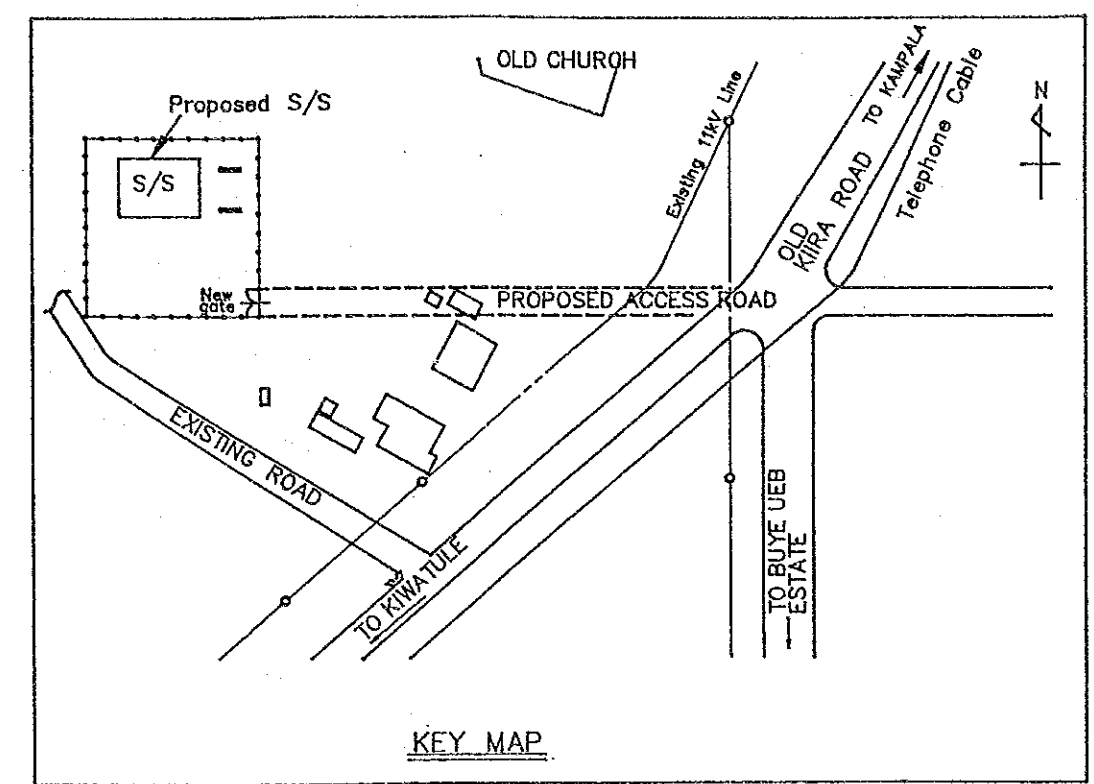 OLD CHURCH
TO KAMPALA
Proposed S/S
N
S/S
Existing 11kV Line
OLD
KIIRA ROAD
Telephone Cable
New
gate
PROPOSED ACCESS ROAD
EXISTING ROAD
TO KIWATULE
TO BUYE UEB
ESTATE
KEY MAP